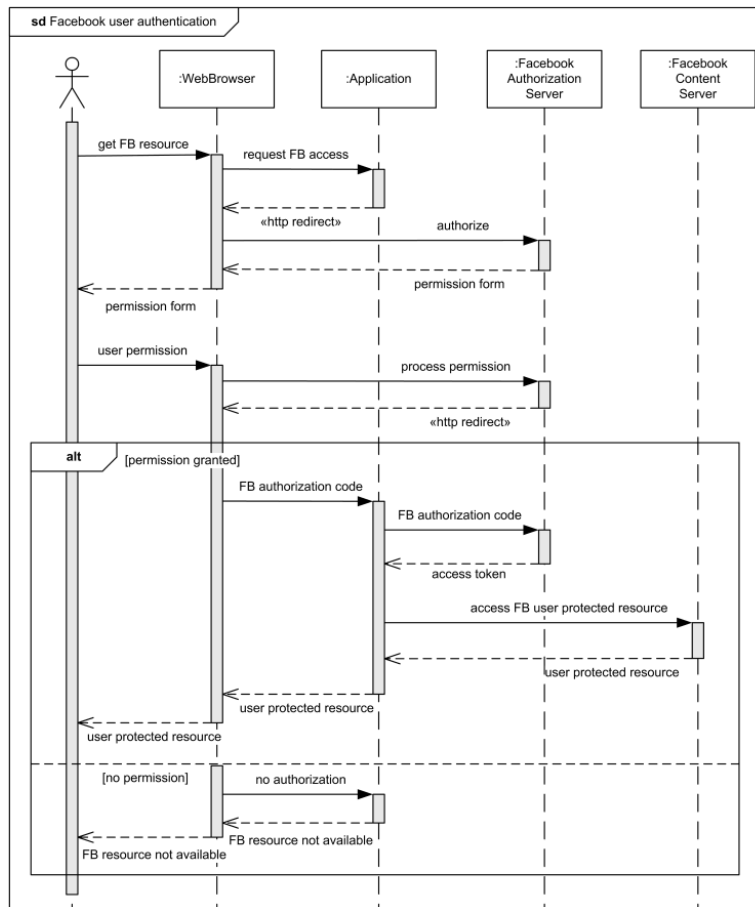 sd Facebook user authentication
:WebBrowser
:Application
:Facebook
Authorization
Server
:Facebook
Content
Server
get FB resource
request FB access
«http redirect»
authorize
permission form
permission form
user permission
process permission
«http redirect»
alt
[permission granted]
FB authorization code
FB authorization code
access token
access FB user protected resource
user protected resource
user protected resource
user protected resource
[no permission]
no authorization
FB resource not available
FB resource not available